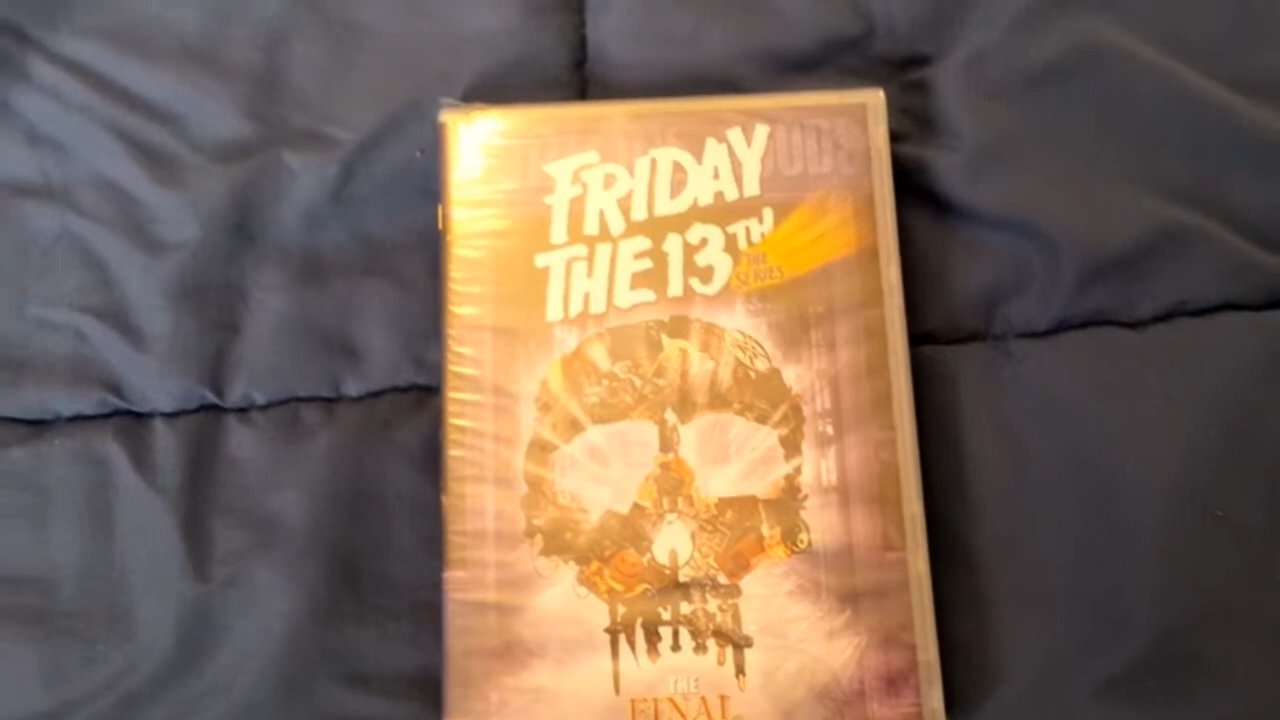 FRIDAY
THE 13TH
THE
SERIES
THE
FINAL